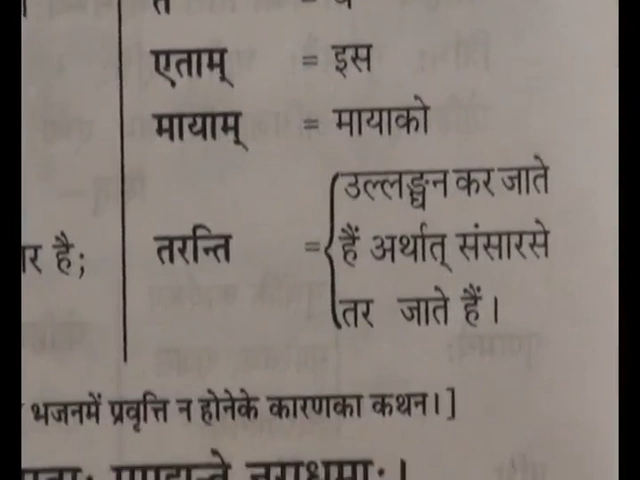 एताम् = इस
मायाम् = मायाको
उल्लङ्घन कर जाते
र है; तरन्ति = हैं अर्थात् संसारसे
तर जाते हैं।
भजनमें प्रवृत्ति न होनेके कारणका कथन।]